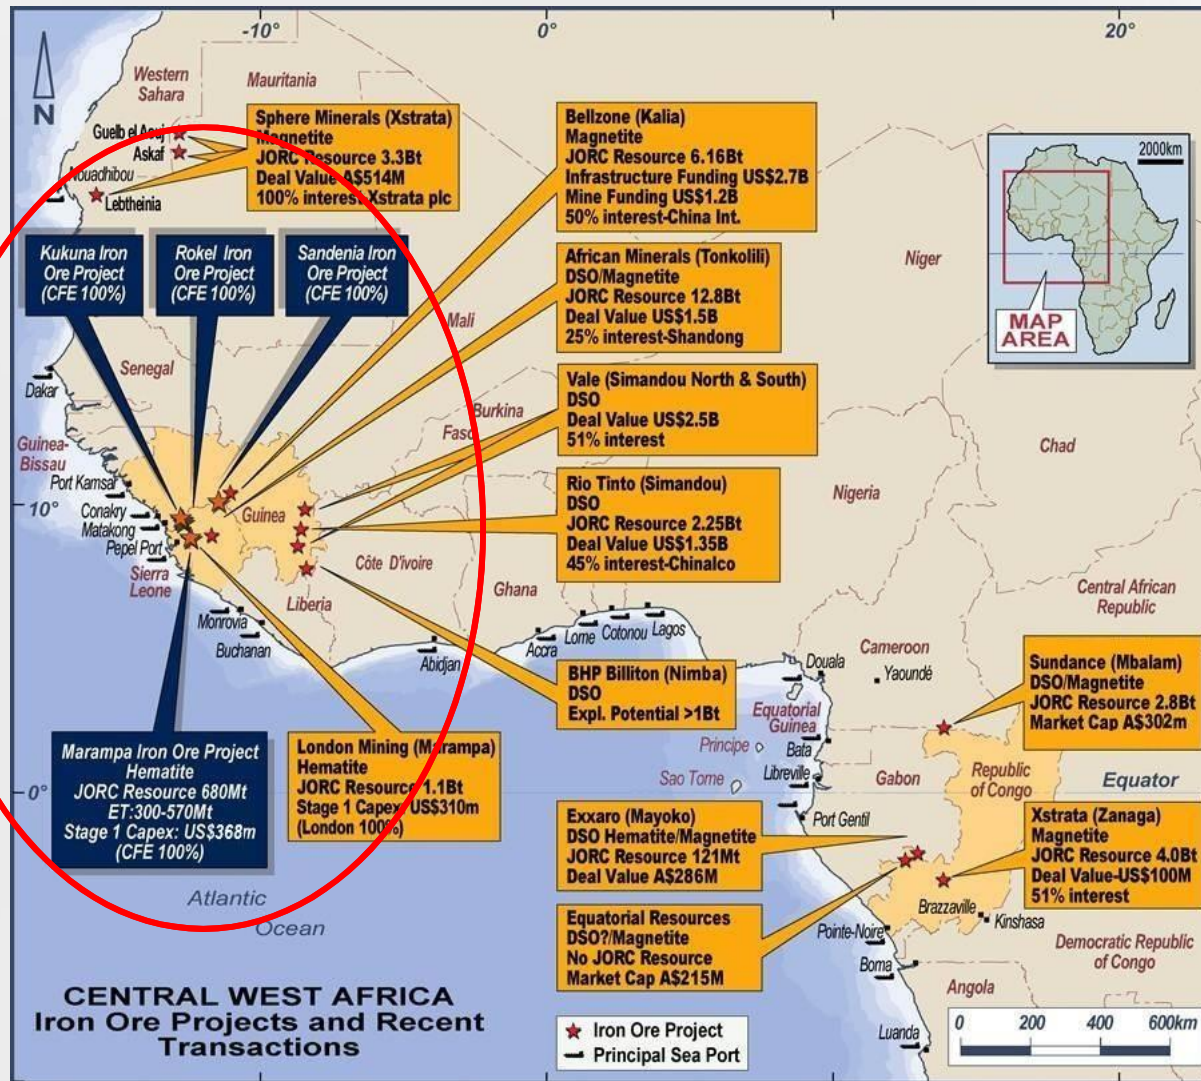 -10°
0°
20°
N
Western
Sahara
Mauritania
Guelb el Aouj
Askaf
Nouadhibou
Lebtheinia
Sphere Minerals (Xstrata)
Magnetite
JORC Resource 3.3Bt
Deal Value A$514M
100% interest-Xstrata plc
Bellzone (Kalia)
Magnetite
JORC Resource 6.16Bt
Infrastructure Funding US$2.7B
Mine Funding US$1.2B
50% interest-China Int.
2000km
MAP
AREA
Kukuna Iron
Ore Project
(CFE 100%)
Rokel Iron
Ore Project
(CFE 100%)
Sandenia Iron
Ore Project
(CFE 100%)
African Minerals (Tonkolili)
DSO/Magnetite
JORC Resource 12.8Bt
Deal Value US$1.5B
25% interest-Shandong
Niger
Mali
Senegal
Dakar
Vale (Simandou North & South)
DSO
Deal Value US$2.5B
51% interest
Burkina
Faso
Chad
Guinea-
Bissau
Port Kamsar
10°
Conakry
Matakong
Pepel Port
Guinea
Sierra
Leone
Rio Tinto (Simandou)
DSO
JORC Resource 2.25Bt
Deal Value US$1.35B
45% interest-Chinalco
Nigeria
Côte D'ivoire
Ghana
Liberia
Central African
Republic
Monrovia
Buchanan
Abidjan
Accra
Lome
Cotonou
Lagos
Cameroon
Douala
Yaoundé
BHP Billiton (Nimba)
DSO
Expl. Potential >1Bt
Sundance (Mbalam)
DSO/Magnetite
JORC Resource 2.8Bt
Market Cap A$302m
Equatorial
Guinea
Bata
Principe
Sao Tome
Libreville
Gabon
Port Gentil
Republic
of Congo
Equator
0°
Marampa Iron Ore Project
Hematite
JORC Resource 680Mt
ET:300-570Mt
Stage 1 Capex: US$368m
(CFE 100%)
London Mining (Marampa)
Hematite
JORC Resource 1.1Bt
Stage 1 Capex: US$310m
(London 100%)
Exxaro (Mayoko)
DSO Hematite/Magnetite
JORC Resource 121Mt
Deal Value A$286M
Xstrata (Zanaga)
Magnetite
JORC Resource 4.0Bt
Deal Value-US$100M
51% interest
Atlantic
Ocean
Equatorial Resources
DSO?/Magnetite
No JORC Resource
Market Cap A$215M
Brazzaville
Kinshasa
Pointe-Noire
Boma
Democratic Republic
of Congo
Angola
Luanda
CENTRAL WEST AFRICA
Iron Ore Projects and Recent
Transactions
Iron Ore Project
Principal Sea Port
0 200 400 600km